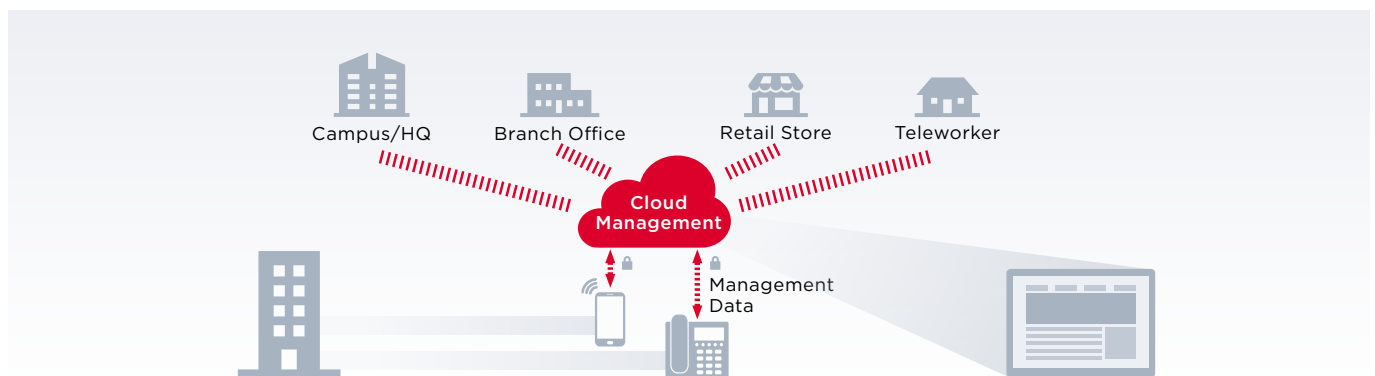 Campus/HQ
Branch Office
Retail Store
Teleworker
Cloud
Management
Management
Data